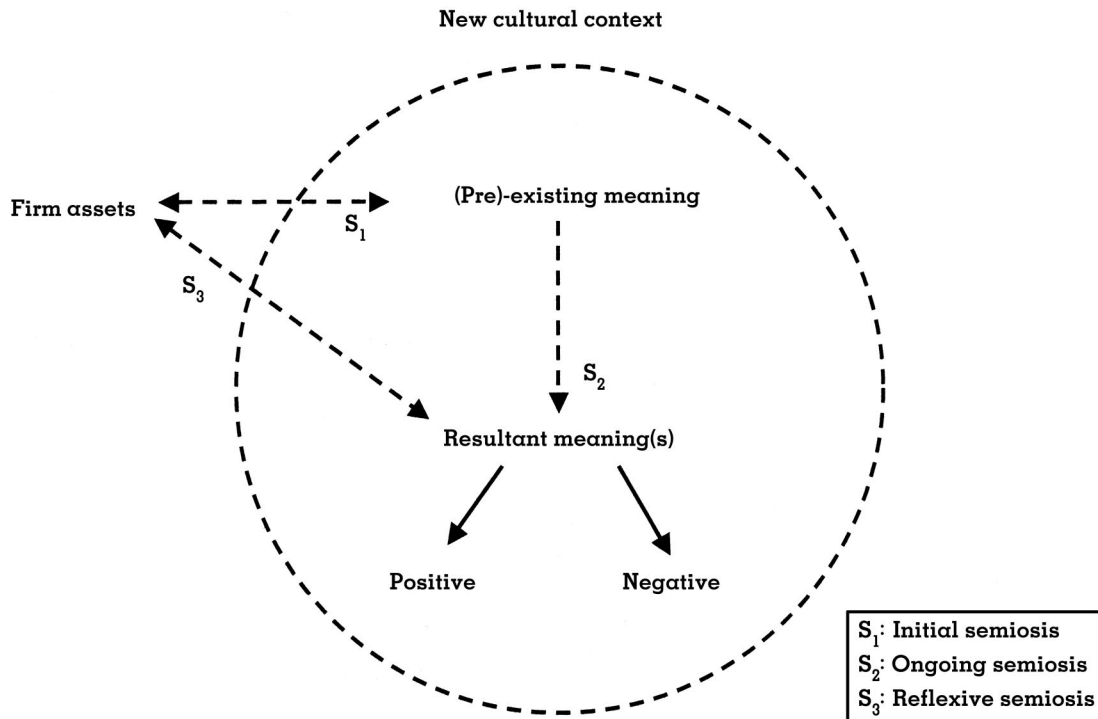 New cultural context
Firm assets
(Pre)-existing meaning
S₁
S₃
S₂
Resultant meaning(s)
Positive
Negative
S₁: Initial semiosis
S₂: Ongoing semiosis
S₃: Reflexive semiosis